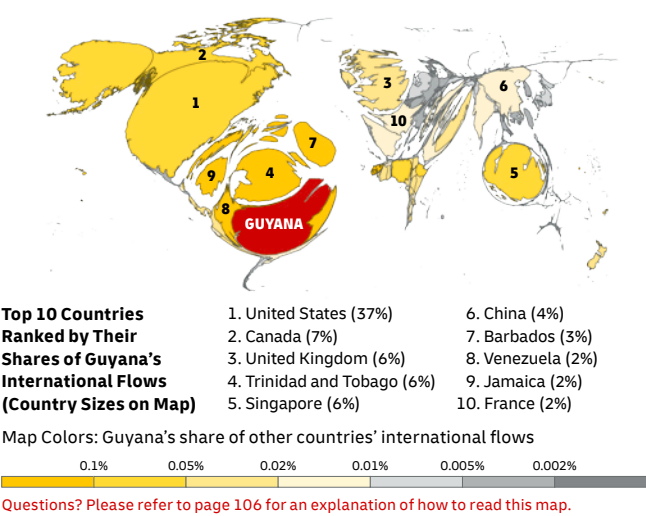 2
1
3
6
10
7
9
4
5
8
GUYANA
Top 10 Countries
Ranked by Their
Shares of Guyana's
International Flows
(Country Sizes on Map)
1. United States (37%)
2. Canada (7%)
3. United Kingdom (6%)
4. Trinidad and Tobago (6%)
5. Singapore (6%)
6. China (4%)
7. Barbados (3%)
8. Venezuela (2%)
9. Jamaica (2%)
10. France (2%)
Map Colors: Guyana's share of other countries' international flows
0.1% 0.05% 0.02% 0.01% 0.005% 0.002%
Questions? Please refer to page 106 for an explanation of how to read this map.